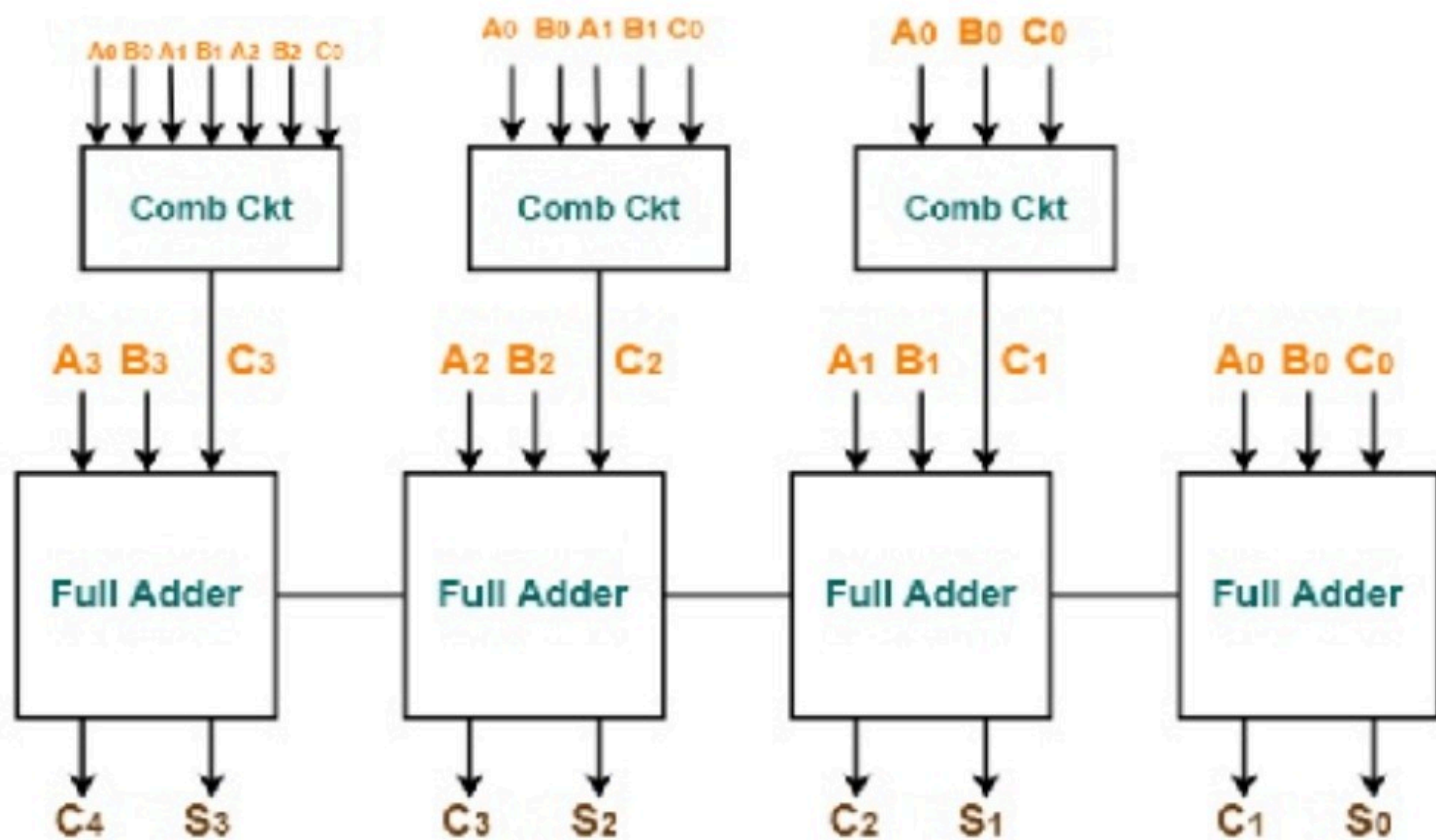 A0 B0 A1 B1 A2 B2 C0
A0 B0 A1 B1 C0
A0 B0 C0
Comb Ckt
Comb Ckt
Comb Ckt
A3 B3 C3
A2 B2 C2
A1 B1 C1
A0 B0 C0
Full Adder
Full Adder
Full Adder
Full Adder
C4 S3
C3 S2
C2 S1
C1 S0